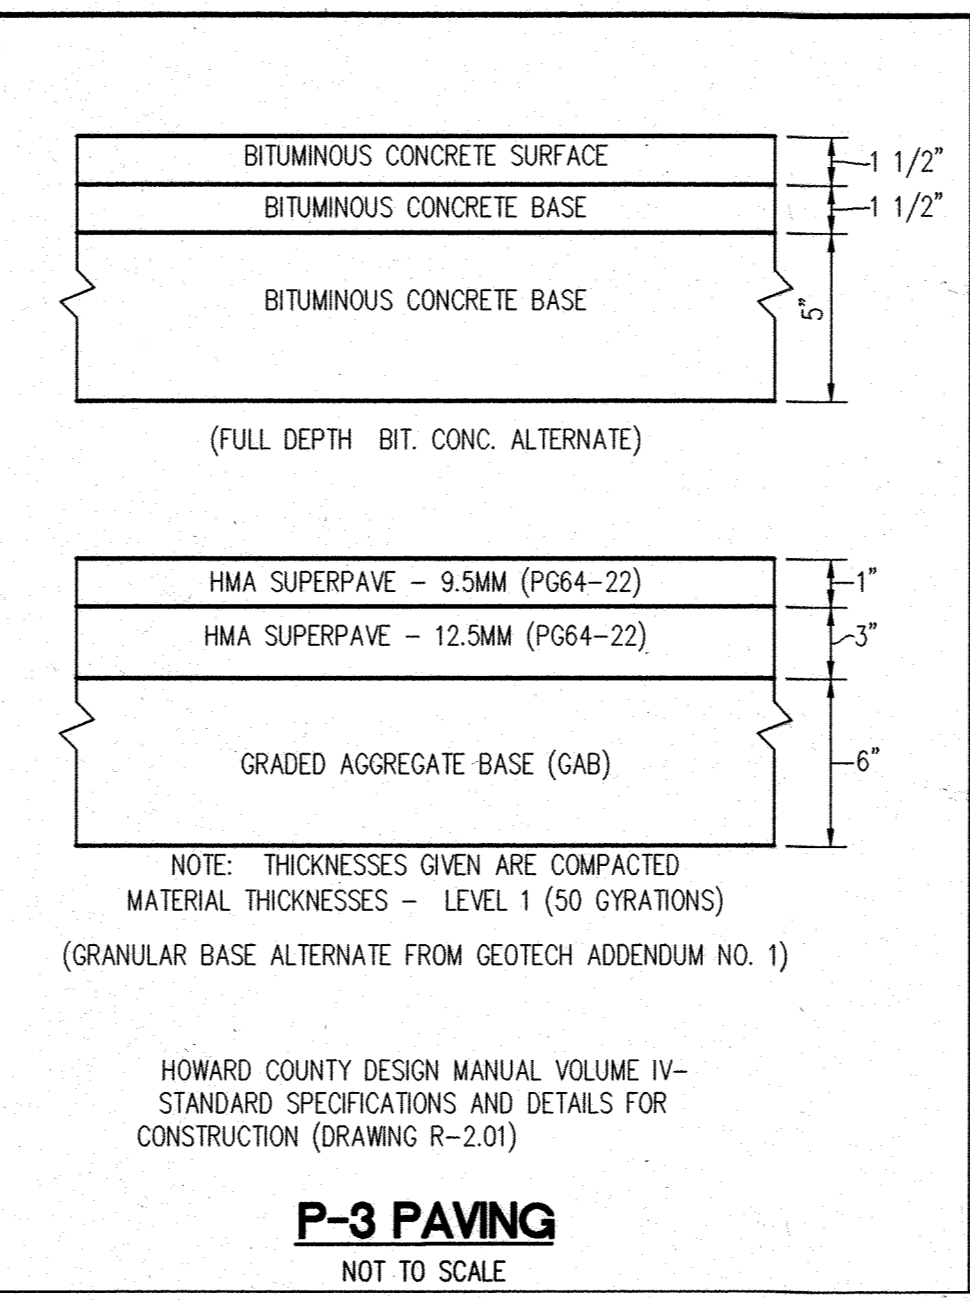 BITUMINOUS CONCRETE SURFACE
1 1/2"
BITUMINOUS CONCRETE BASE
1 1/2"
BITUMINOUS CONCRETE BASE
5"
(FULL DEPTH BIT. CONC. ALTERNATE)
HMA SUPERPAVE - 9.5MM (PG64-22)
1"
HMA SUPERPAVE - 12.5MM (PG64-22)
3"
GRADED AGGREGATE BASE (GAB)
6"
NOTE: THICKNESSES GIVEN ARE COMPACTED
MATERIAL THICKNESSES - LEVEL 1 (50 GYRATIONS)
(GRANULAR BASE ALTERNATE FROM GEOTECH ADDENDUM NO. 1)
HOWARD COUNTY DESIGN MANUAL VOLUME IV-
STANDARD SPECIFICATIONS AND DETAILS FOR
CONSTRUCTION (DRAWING R-2.01)
P-3 PAVING
NOT TO SCALE